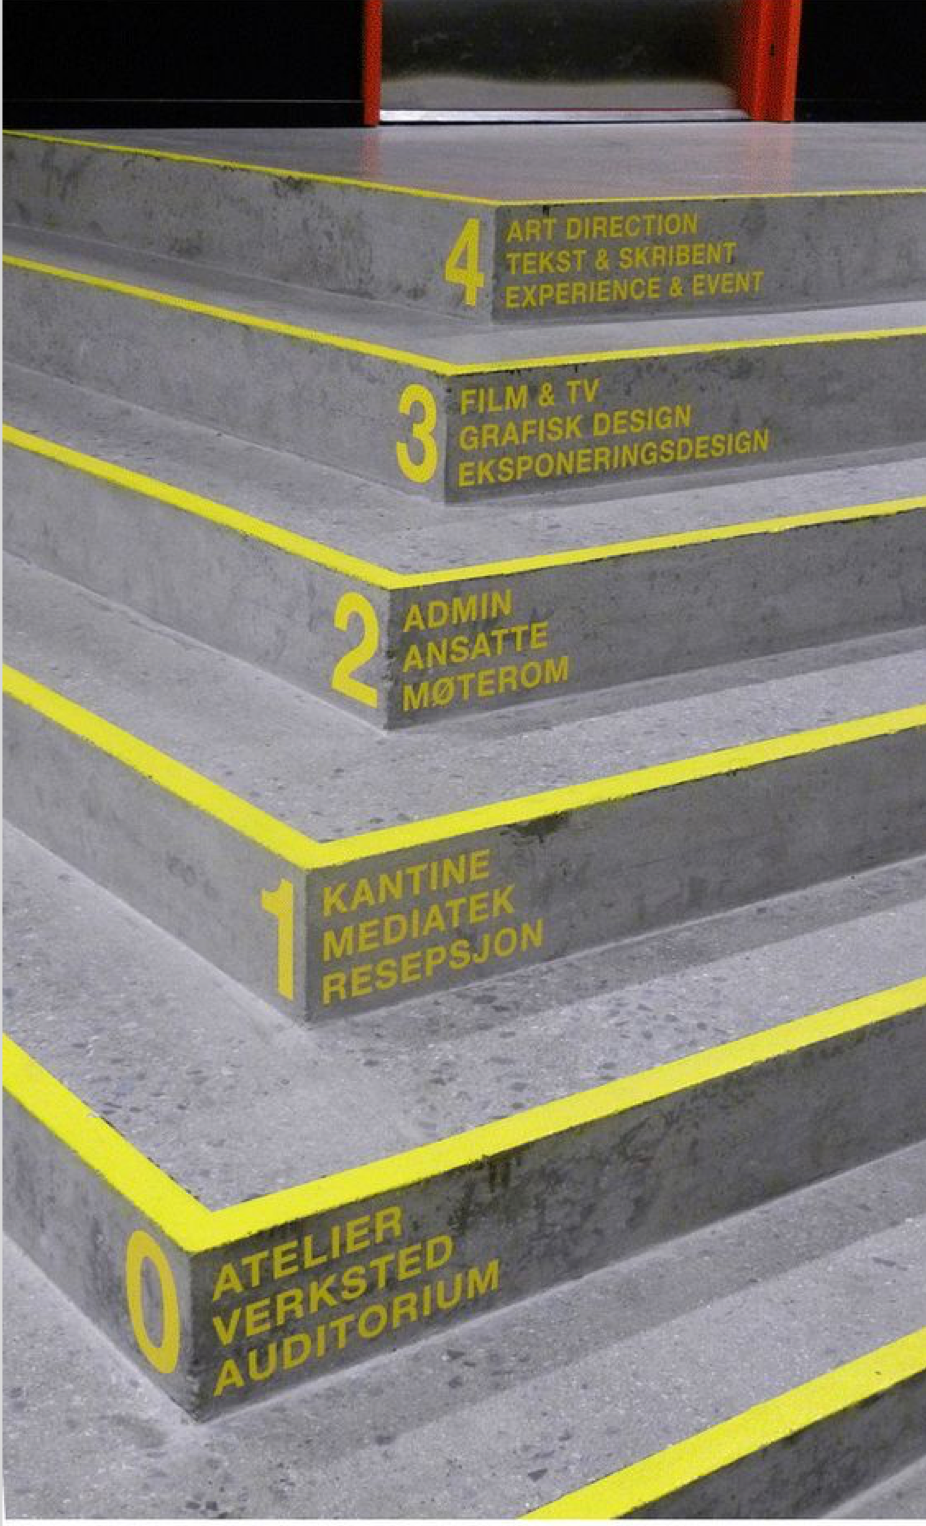 4
ART DIRECTION
TEKST & SKRIBENT
EXPERIENCE & EVENT
3
FILM & TV
GRAFISK DESIGN
EKSPONERINGSDESIGN
2
ADMIN
ANSATTE
MØTEROM
1
KANTINE
MEDIATEK
RESEPSJON
0
ATELIER
VERKSTED
AUDITORIUM